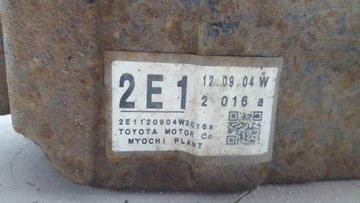 2E1 12.09.04 W
2 016 a
2E1120904W2016a
TOYOTA MOTOR Co
MYOCHI PLANT